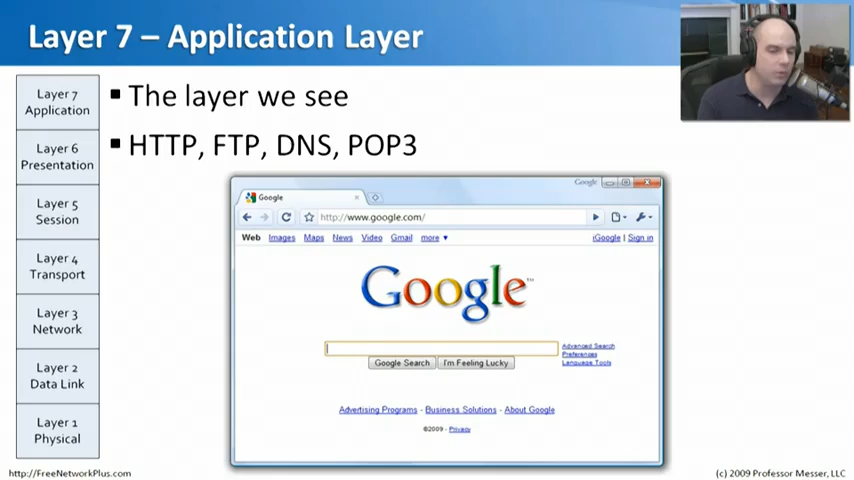 Layer 7 – Application Layer
Layer 7
Application
Layer 6
Presentation
Layer 5
Session
Layer 4
Transport
Layer 3
Network
Layer 2
Data Link
Layer 1
Physical
▪ The layer we see
▪ HTTP, FTP, DNS, POP3
Google
Google
http://www.google.com/
Web Images Maps News Video Gmail more ▼
iGoogle | Sign in
Google™
Advanced Search
Preferences
Language Tools
Google Search I'm Feeling Lucky
Advertising Programs - Business Solutions - About Google
©2009 - Privacy
http://FreeNetworkPlus.com
(c) 2009 Professor Messer, LLC